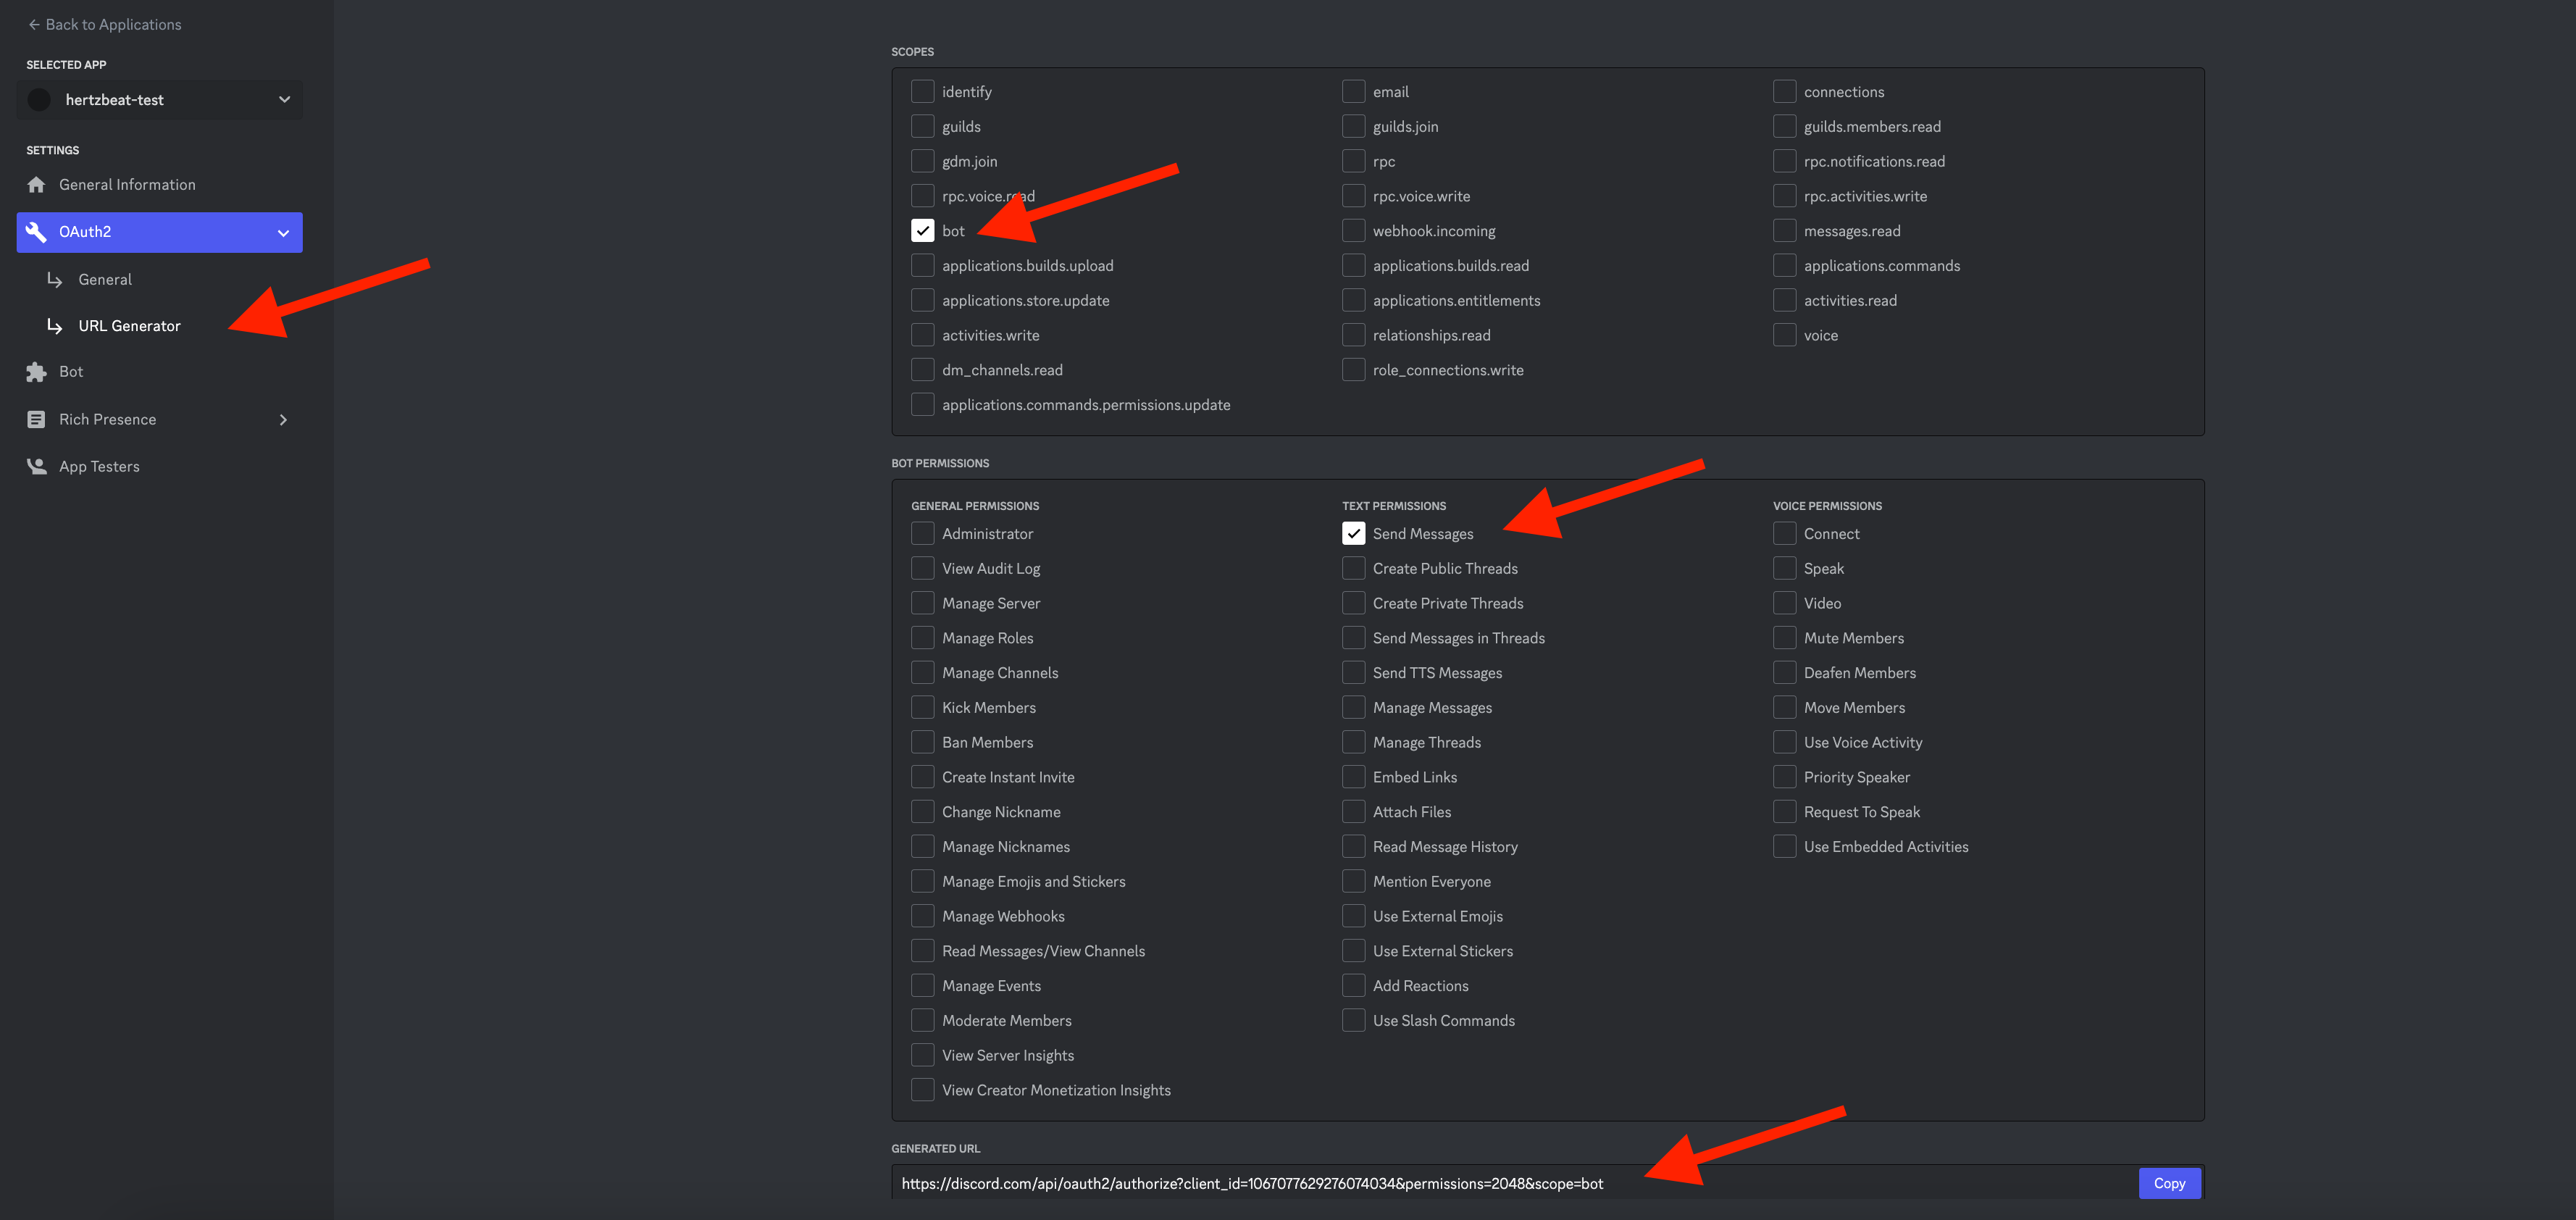 Back to Applications
SELECTED APP
hertzbeat-test
SETTINGS
General Information
OAuth2
General
URL Generator
Bot
Rich Presence
App Testers
SCOPES
identify
email
connections
guilds
guilds.join
guilds.members.read
gdm.join
rpc
rpc.notifications.read
rpc.voice.read
rpc.voice.write
rpc.activities.write
bot
webhook.incoming
messages.read
applications.builds.upload
applications.builds.read
applications.commands
applications.store.update
applications.entitlements
activities.read
activities.write
relationships.read
voice
dm_channels.read
role_connections.write
applications.commands.permissions.update
BOT PERMISSIONS
GENERAL PERMISSIONS
Administrator
View Audit Log
Manage Server
Manage Roles
Manage Channels
Kick Members
Ban Members
Create Instant Invite
Change Nickname
Manage Nicknames
Manage Emojis and Stickers
Manage Webhooks
Read Messages/View Channels
Manage Events
Moderate Members
View Server Insights
View Creator Monetization Insights
TEXT PERMISSIONS
Send Messages
Create Public Threads
Create Private Threads
Send Messages in Threads
Send TTS Messages
Manage Messages
Manage Threads
Embed Links
Attach Files
Read Message History
Mention Everyone
Use External Emojis
Use External Stickers
Add Reactions
Use Slash Commands
VOICE PERMISSIONS
Connect
Speak
Video
Mute Members
Deafen Members
Move Members
Use Voice Activity
Priority Speaker
Request To Speak
Use Embedded Activities
GENERATED URL
https://discord.com/api/oauth2/authorize?client_id=1067077629276074034&permissions=2048&scope=bot
Copy